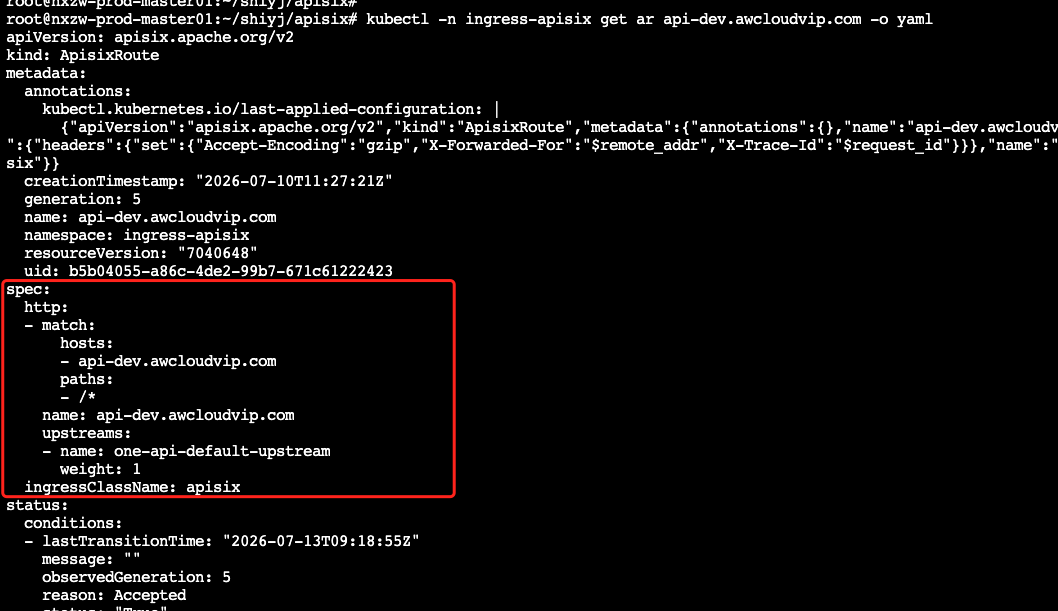 root@nxzw-prod-master01:~/shiyj/apisix#
root@nxzw-prod-master01:~/shiyj/apisix# kubectl -n ingress-apisix get ar api-dev.awcloudvip.com -o yaml
apiVersion: apisix.apache.org/v2
kind: ApisixRoute
metadata:
  annotations:
    kubectl.kubernetes.io/last-applied-configuration: |
      {"apiVersion":"apisix.apache.org/v2","kind":"ApisixRoute","metadata":{"annotations":{},"name":"api-dev.awcloudv
":{"headers":{"set":{"Accept-Encoding":"gzip","X-Forwarded-For":"$remote_addr","X-Trace-Id":"$request_id"}}},"name":"
six"}}
  creationTimestamp: "2026-07-10T11:27:21Z"
  generation: 5
  name: api-dev.awcloudvip.com
  namespace: ingress-apisix
  resourceVersion: "7040648"
  uid: b5b04055-a86c-4de2-99b7-671c61222423
spec:
  http:
  - match:
      hosts:
      - api-dev.awcloudvip.com
      paths:
      - /*
    name: api-dev.awcloudvip.com
    upstreams:
    - name: one-api-default-upstream
      weight: 1
  ingressClassName: apisix
status:
  conditions:
  - lastTransitionTime: "2026-07-13T09:18:55Z"
    message: ""
    observedGeneration: 5
    reason: Accepted
    status: "True"